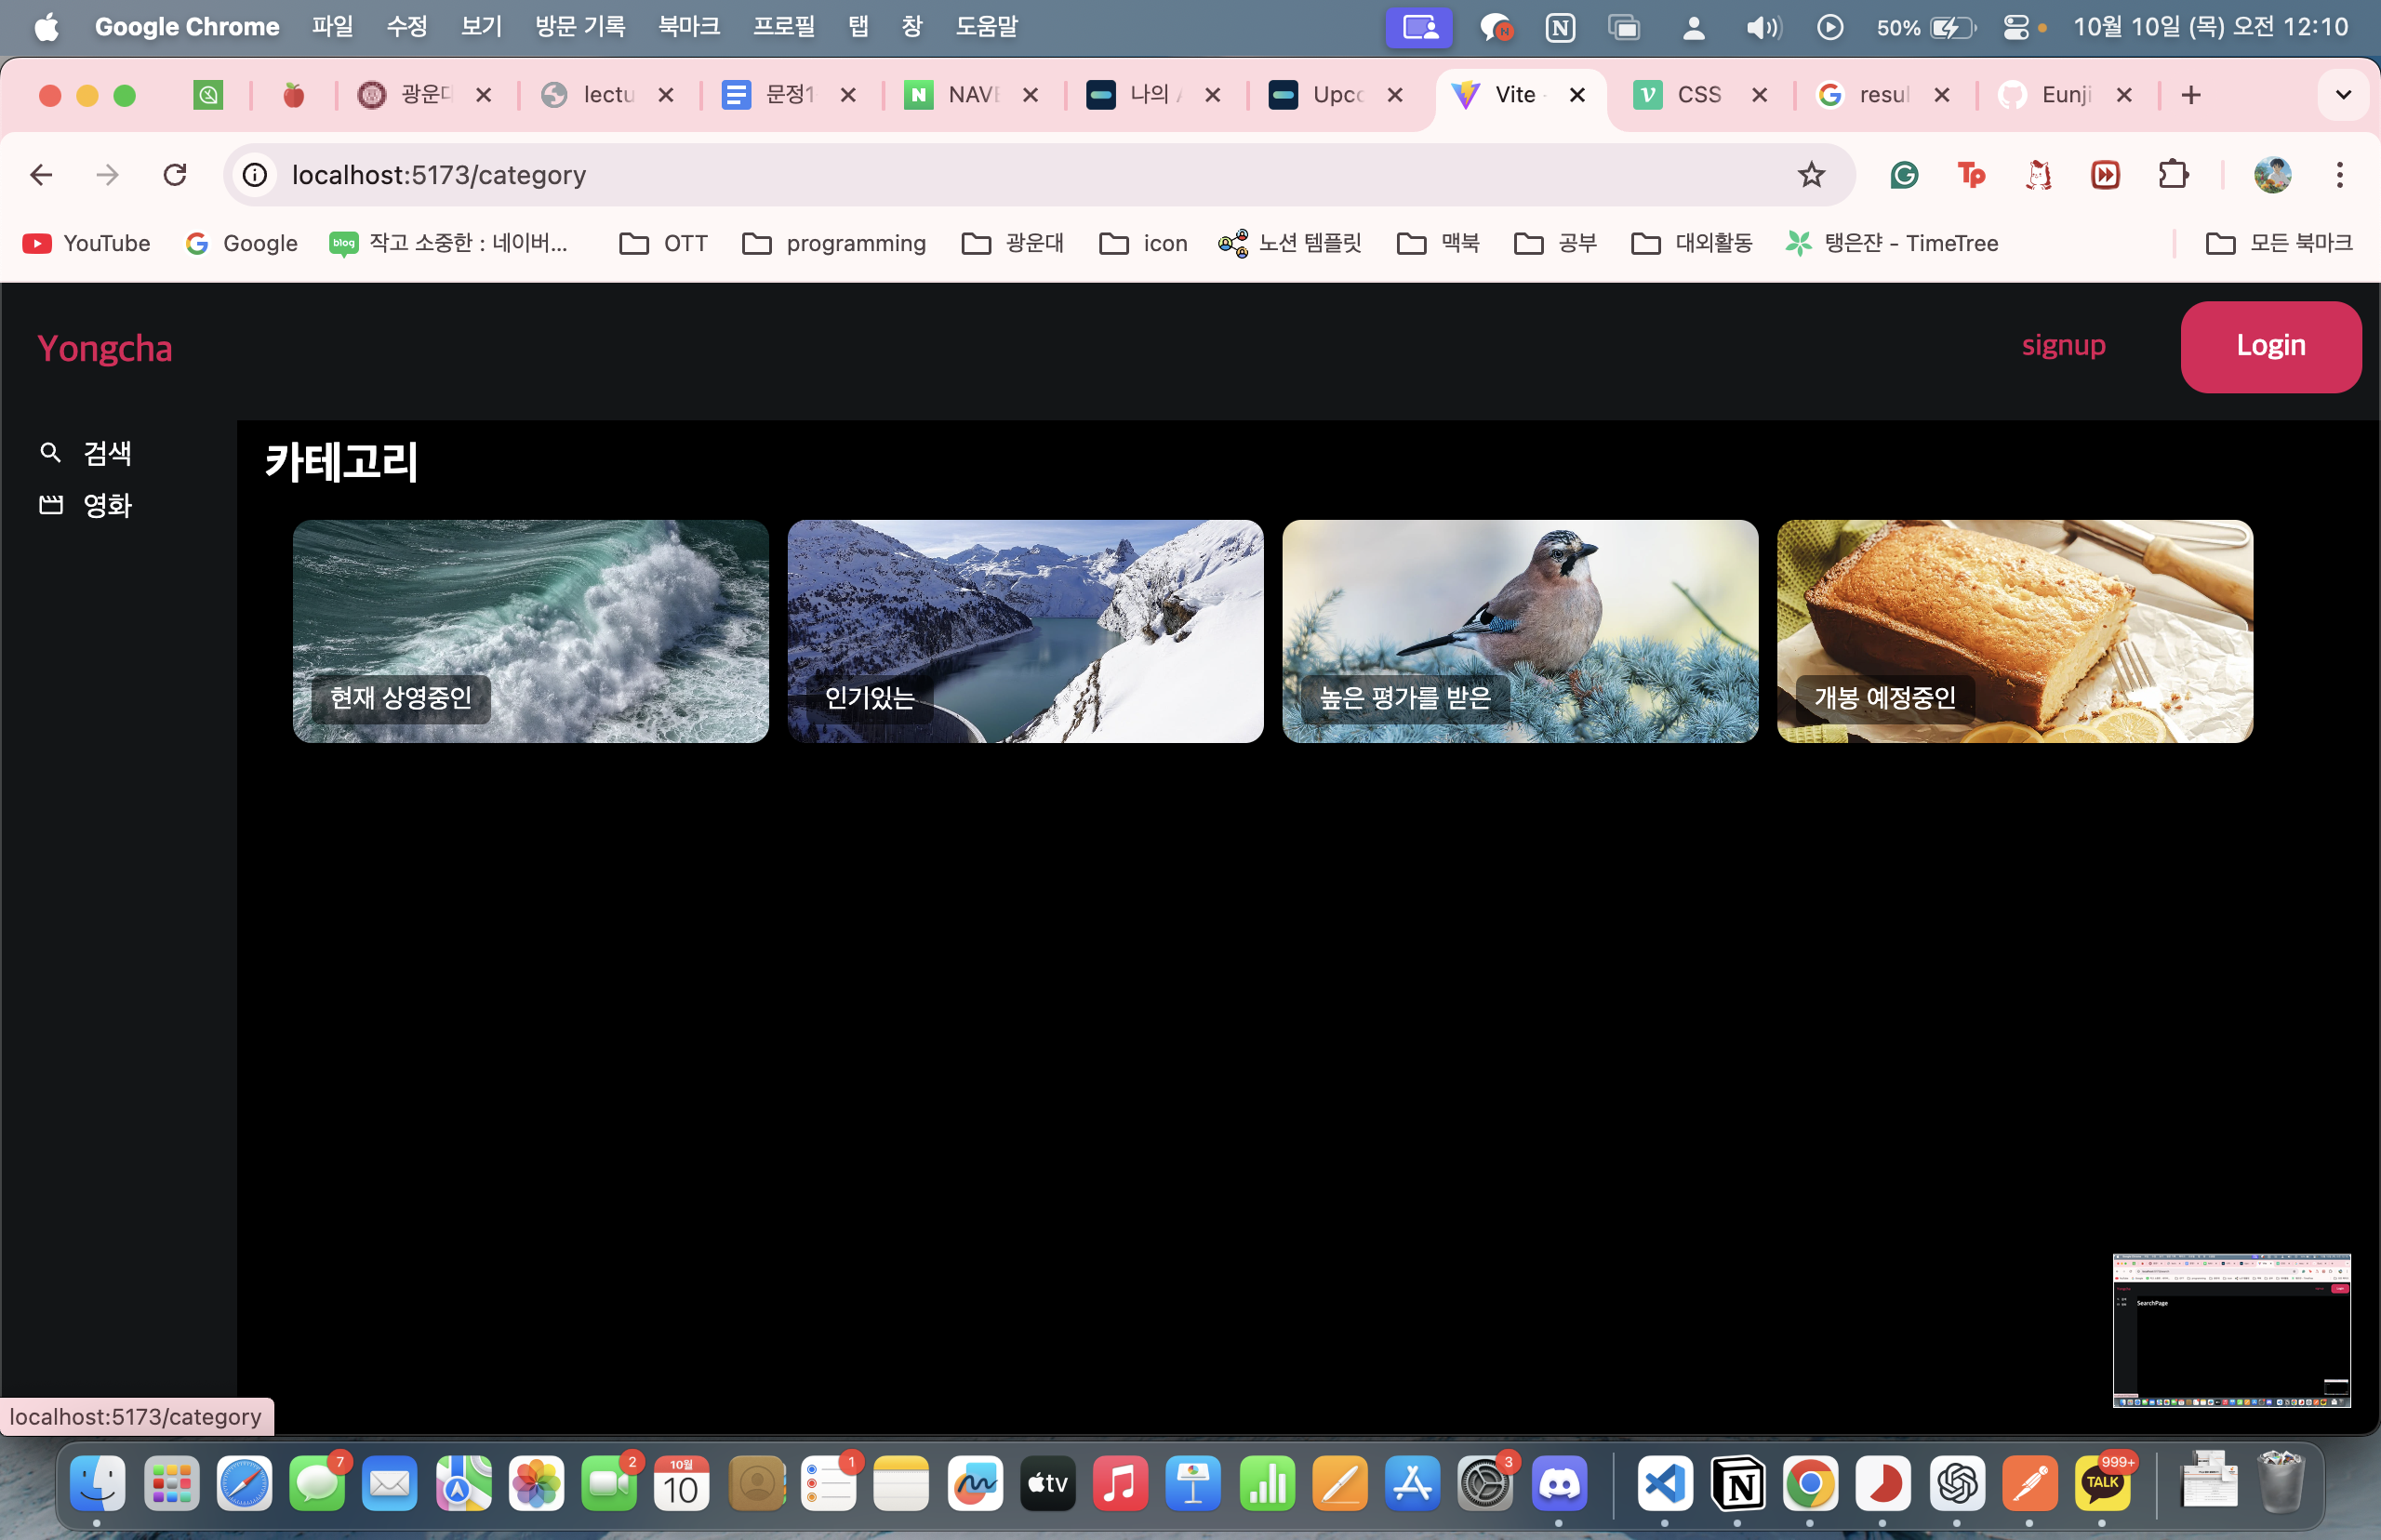 Google Chrome 파일 수정 보기 방문 기록 북마크 프로필 탭 창 도움말 50% 10월 10일 (목) 오전 12:10
광운대 lectu 문정1 NAVE 나의 Upco Vite CSS resul Eunji
localhost:5173/category
YouTube Google 작고 소중한 : 네이버... OTT programming 광운대 icon 노션 템플릿 맥북 공부 대외활동 탱은쟌 - TimeTree 모든 북마크
Yongcha signup Login
검색
영화
카테고리
현재 상영중인 인기있는 높은 평가를 받은 개봉 예정중인
SearchPage
localhost:5173/category
7 2 10월 10 1 tv 3 TALK 999+